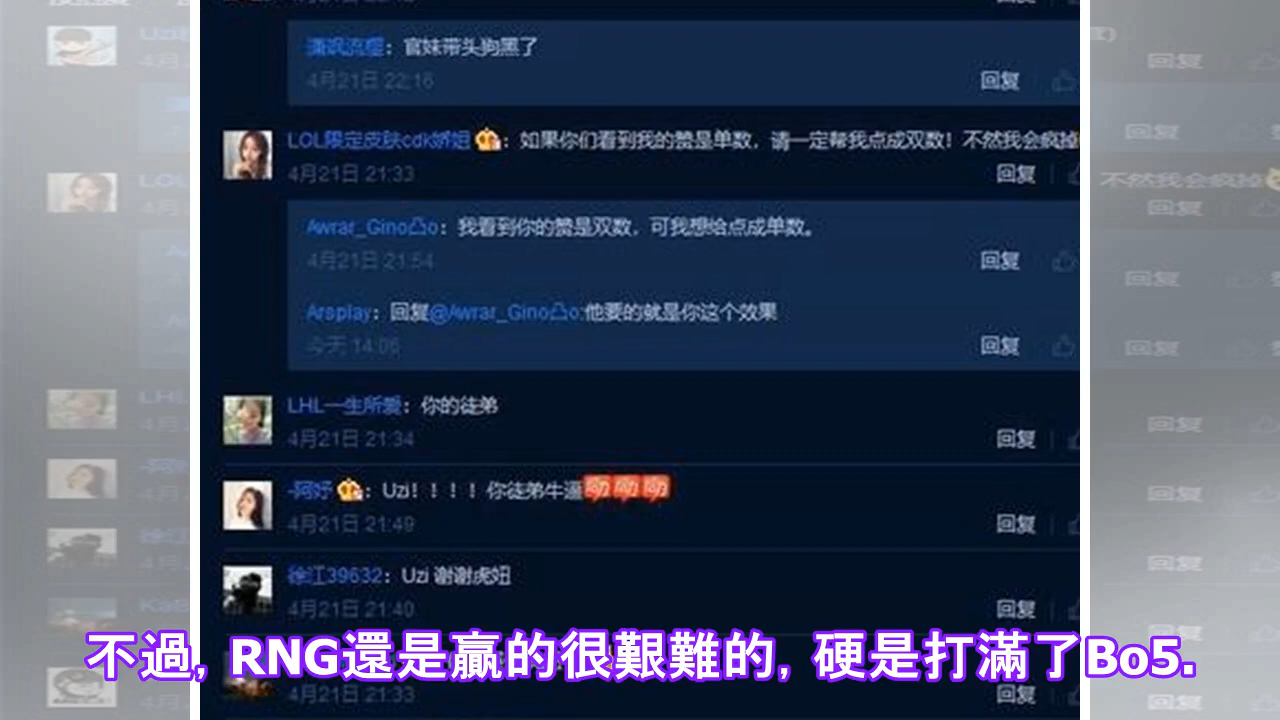 潇飒流壑：官妹带头狗黑了
4月21日 22:16
回复
LOL限定皮肤cdk娇姐：如果你们看到我的赞是单数，请一定帮我点成双数！不然我会疯掉
4月21日 21:33
回复
Awrar_Gino凸o：我看到你的赞是双数，可我想给点成单数。
4月21日 21:54
回复
Arsplay：回复@Awrar_Gino凸o:他要的就是你这个效果
今天 14:06
回复
LHL一生所爱：你的徒弟
4月21日 21:34
回复
-阿妤：Uzi！！！！你徒弟牛逼
4月21日 21:49
回复
徐江39632：Uzi 谢谢虎妞
4月21日 21:40
回复
4月21日 21:33
回复
不過, RNG還是贏的很艱難的, 硬是打滿了Bo5.